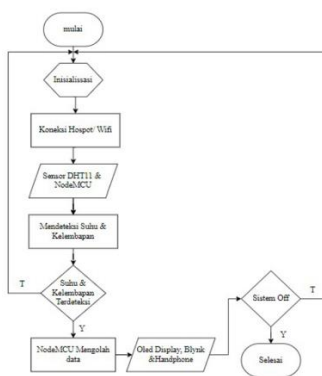 mulai
Inisialissasi
Koneksi Hospot/ Wifi
Sensor DHT11 &
NodeMCU
Mendeteksi Suhu &
Kelembapan
T
Suhu &
Kelembapan
Terdeteksi
Y
NodeMCU Mengolah
data
Oled Display, Blynk
&Handphone
Sistem Off
T
Y
Selesai